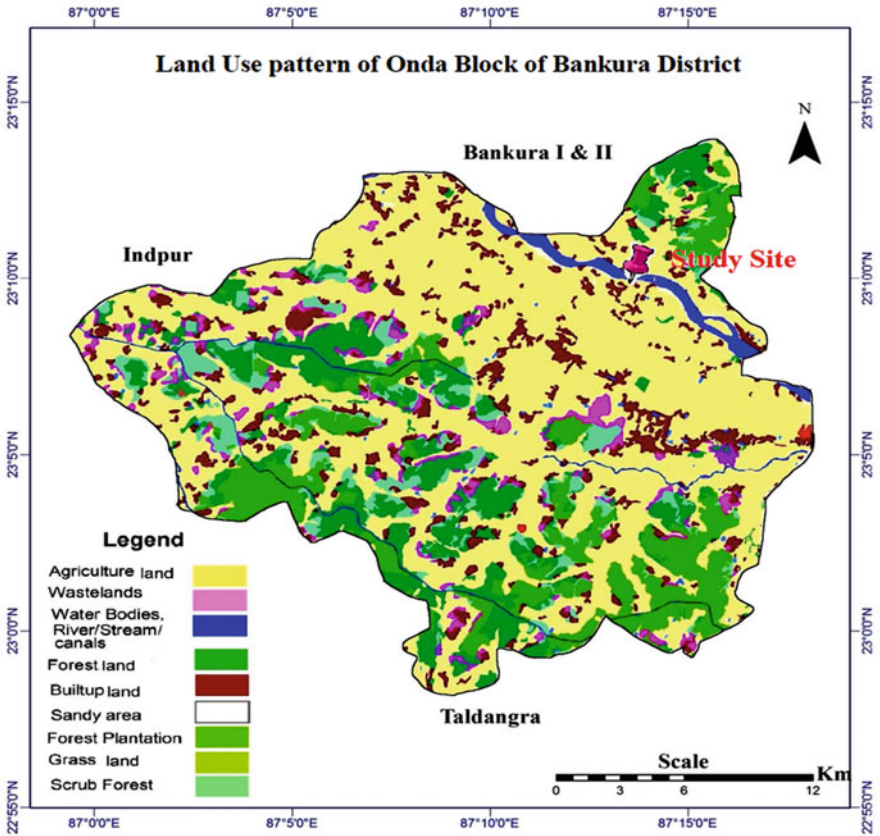 87°0'0"E 87°5'0"E 87°10'0"E 87°15'0"E
Land Use pattern of Onda Block of Bankura District
23°15'0"N 23°15'0"N
N
Bankura I & II
Indpur
Study Site
23°10'0"N 23°10'0"N
23°5'0"N 23°5'0"N
Legend
Agriculture land
Wastelands
Water Bodies,
River/Stream/
canals
Forest land
Builtup land
Sandy area
Forest Plantation
Grass land
Scrub Forest
23°0'0"N 23°0'0"N
Taldangra
Scale
Km
0 3 6 12
22°55'0"N 22°55'0"N
87°0'0"E 87°5'0"E 87°10'0"E 87°15'0"E